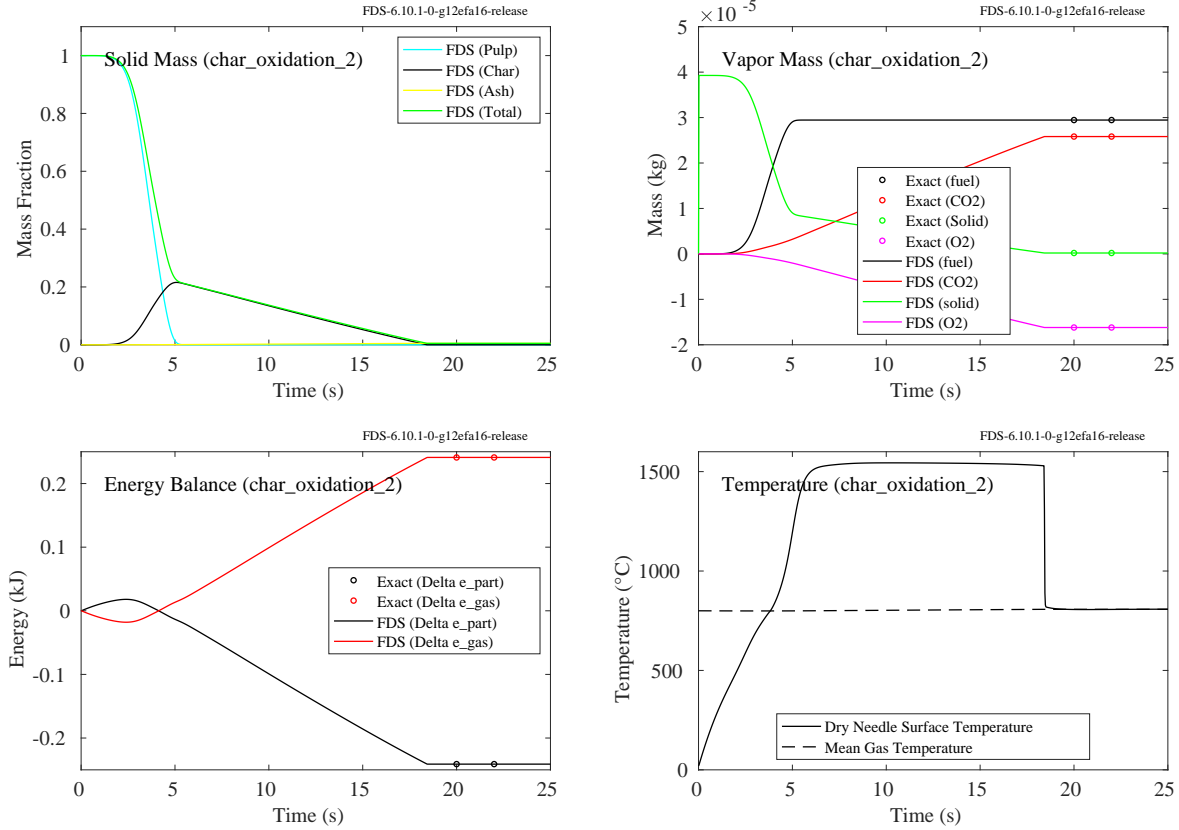 FDS-6.10.1-0-g12efa16-release
Solid Mass (char_oxidation_2)
FDS (Pulp)
FDS (Char)
FDS (Ash)
FDS (Total)
1
0.8
0.6
0.4
0.2
0
Mass Fraction
0 5 10 15 20 25
Time (s)
FDS-6.10.1-0-g12efa16-release
× 10 -5
Vapor Mass (char_oxidation_2)
5
4
3
2
1
0
-1
-2
Mass (kg)
Exact (fuel)
Exact (CO2)
Exact (Solid)
Exact (O2)
FDS (fuel)
FDS (CO2)
FDS (solid)
FDS (O2)
0 5 10 15 20 25
Time (s)
FDS-6.10.1-0-g12efa16-release
Energy Balance (char_oxidation_2)
0.2
0.1
0
-0.1
-0.2
Energy (kJ)
Exact (Delta e_part)
Exact (Delta e_gas)
FDS (Delta e_part)
FDS (Delta e_gas)
0 5 10 15 20 25
Time (s)
FDS-6.10.1-0-g12efa16-release
Temperature (char_oxidation_2)
1500
1000
500
0
Temperature (°C)
Dry Needle Surface Temperature
Mean Gas Temperature
0 5 10 15 20 25
Time (s)